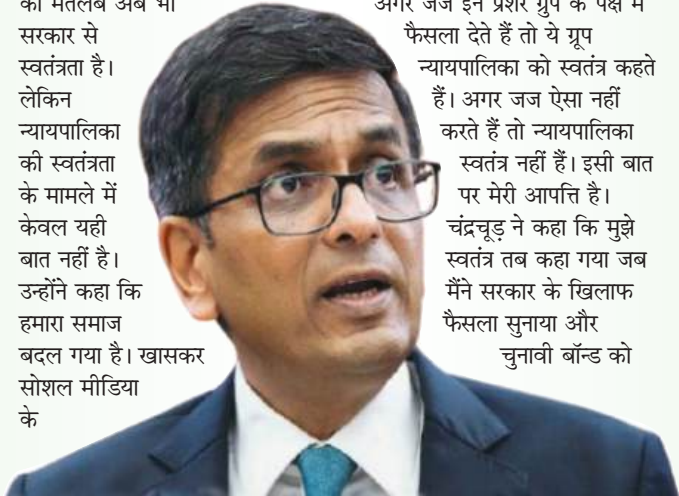 का मतलब अब भी
सरकार से
स्वतंत्रता है।
लेकिन
न्यायपालिका
की स्वतंत्रता
के मामले में
केवल यही
बात नहीं है।
उन्होंने कहा कि
हमारा समाज
बदल गया है। खासकर
सोशल मीडिया
के
अगर जज इन प्रेशर ग्रुप के पक्ष में
फैसला देते हैं तो ये ग्रूप
न्यायपालिका को स्वतंत्र कहते
हैं। अगर जज ऐसा नहीं
करते हैं तो न्यायपालिका
स्वतंत्र नहीं हैं। इसी बात
पर मेरी आपत्ति है।
चंद्रचूड़ ने कहा कि मुझे
स्वतंत्र तब कहा गया जब
मैंने सरकार के खिलाफ
फैसला सुनाया और
चुनावी बॉन्ड को